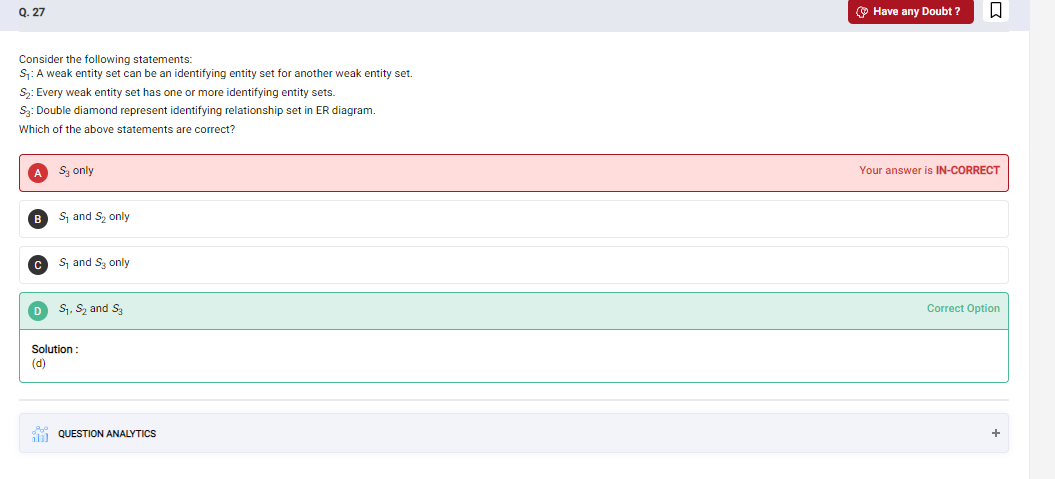 Q. 27
Have any Doubt ?
Consider the following statements:
S₁: A weak entity set can be an identifying entity set for another weak entity set.
S₂: Every weak entity set has one or more identifying entity sets.
S₃: Double diamond represent identifying relationship set in ER diagram.
Which of the above statements are correct?
A S₃ only Your answer is IN-CORRECT
B S₁ and S₂ only
C S₁ and S₃ only
D S₁, S₂ and S₃ Correct Option
Solution :
(d)
QUESTION ANALYTICS +